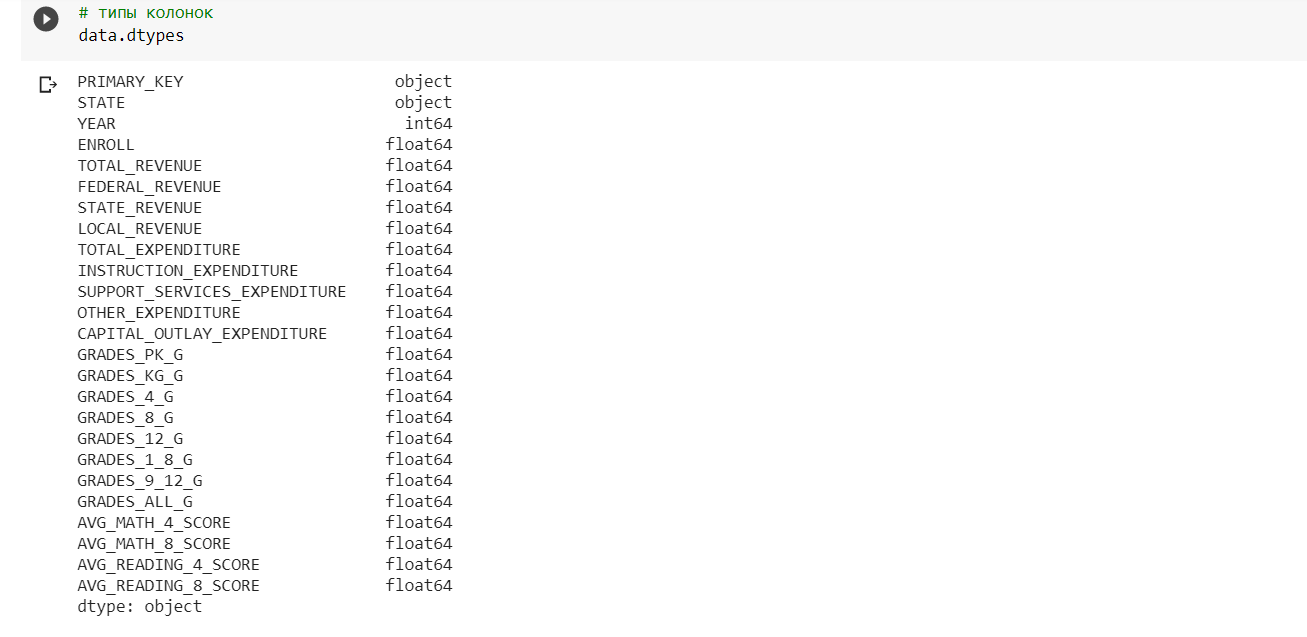 # типы колонок
data.dtypes
PRIMARY_KEY object
STATE object
YEAR int64
ENROLL float64
TOTAL_REVENUE float64
FEDERAL_REVENUE float64
STATE_REVENUE float64
LOCAL_REVENUE float64
TOTAL_EXPENDITURE float64
INSTRUCTION_EXPENDITURE float64
SUPPORT_SERVICES_EXPENDITURE float64
OTHER_EXPENDITURE float64
CAPITAL_OUTLAY_EXPENDITURE float64
GRADES_PK_G float64
GRADES_KG_G float64
GRADES_4_G float64
GRADES_8_G float64
GRADES_12_G float64
GRADES_1_8_G float64
GRADES_9_12_G float64
GRADES_ALL_G float64
AVG_MATH_4_SCORE float64
AVG_MATH_8_SCORE float64
AVG_READING_4_SCORE float64
AVG_READING_8_SCORE float64
dtype: object